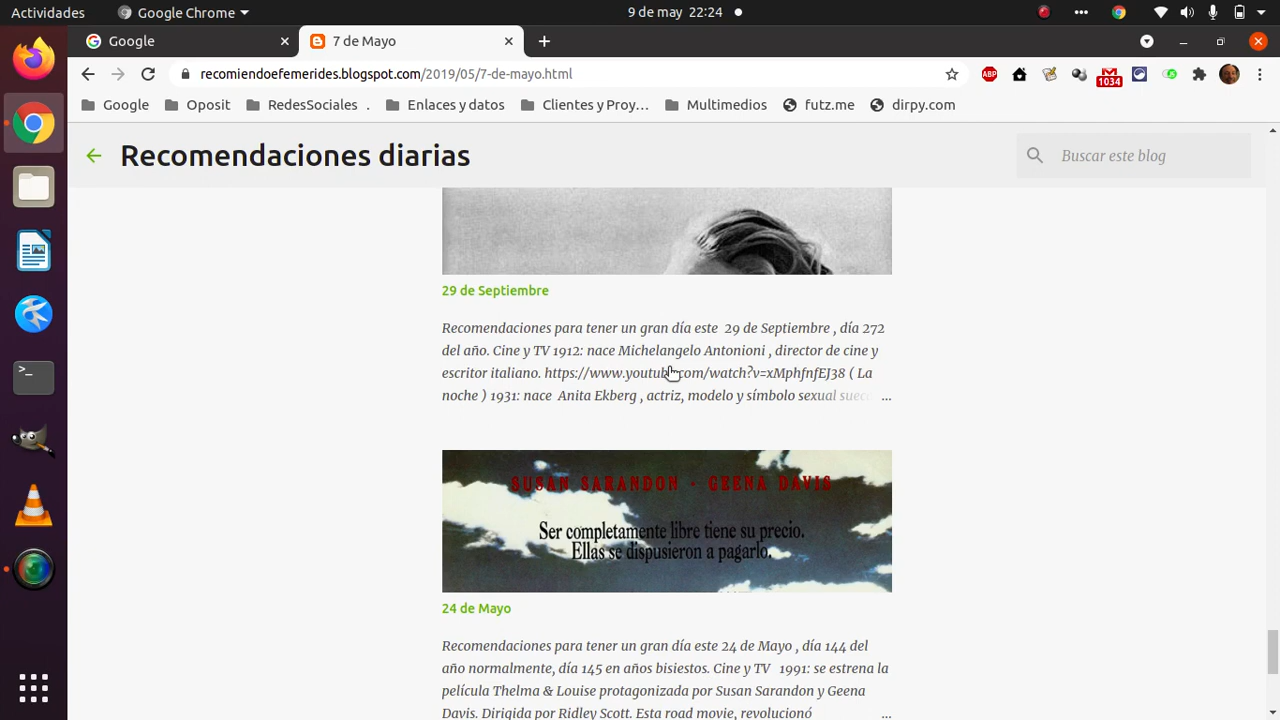 Actividades
Google Chrome
9 de may 22:24
Google
7 de Mayo
recomiendoefemerides.blogspot.com/2019/05/7-de-mayo.html
ABP
1034
Google
Oposit
RedesSociales .
Enlaces y datos
Clientes y Proy…
Multimedios
futz.me
dirpy.com
Recomendaciones diarias
Buscar este blog
29 de Septiembre
Recomendaciones para tener un gran día este 29 de Septiembre , día 272
del año. Cine y TV 1912: nace Michelangelo Antonioni , director de cine y
escritor italiano. https://www.youtube.com/watch?v=xMphfnfEJ38 ( La
noche ) 1931: nace Anita Ekberg , actriz, modelo y símbolo sexual sueco ...
SUSAN SARANDON · GEENA DAVIS
Ser completamente libre tiene su precio.
Ellas se dispusieron a pagarlo.
24 de Mayo
Recomendaciones para tener un gran día este 24 de Mayo , día 144 del
año normalmente, día 145 en años bisiestos. Cine y TV 1991: se estrena la
película Thelma & Louise protagonizada por Susan Sarandon y Geena
Davis. Dirigida por Ridley Scott. Esta road movie, revolucionó ...